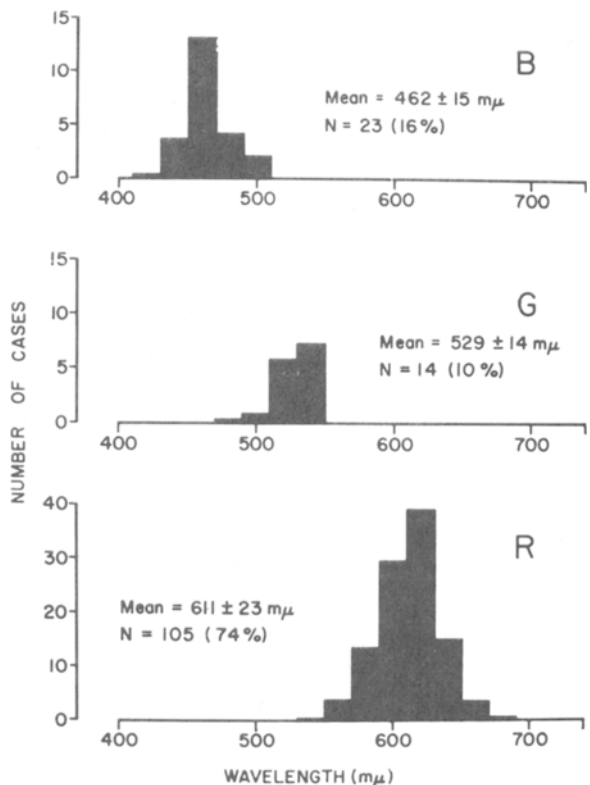 15
B
10
Mean = 462 ± 15 mμ
N = 23 (16%)
5
0
400 500 600 700
15
G
10
Mean = 529 ± 14 mμ
N = 14 (10%)
5
0
400 500 600 700
NUMBER OF CASES
40
R
30
20
Mean = 611 ± 23 mμ
N = 105 (74%)
10
0
400 500 600 700
WAVELENGTH (mμ)